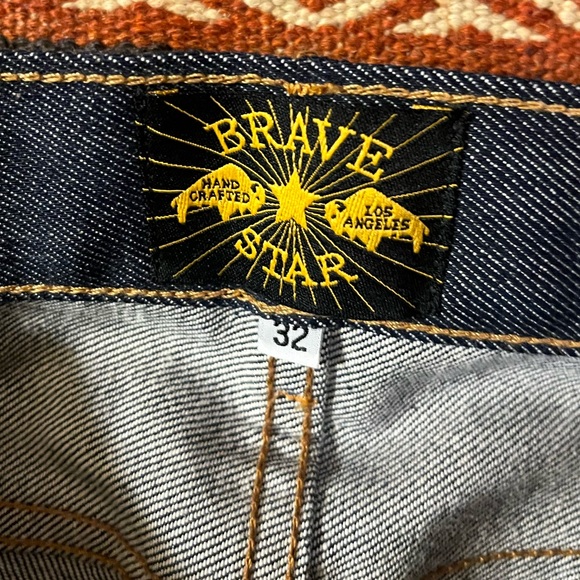 BRAVE
HAND
CRAFTED
LOS
ANGELES
STAR
32